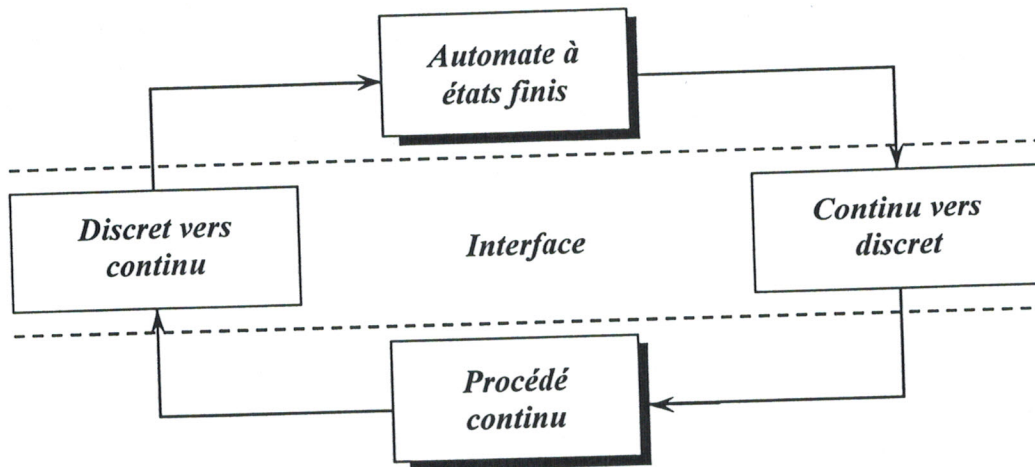 Automate à
états finis
Discret vers
continu
Interface
Continu vers
discret
Procédé
continu